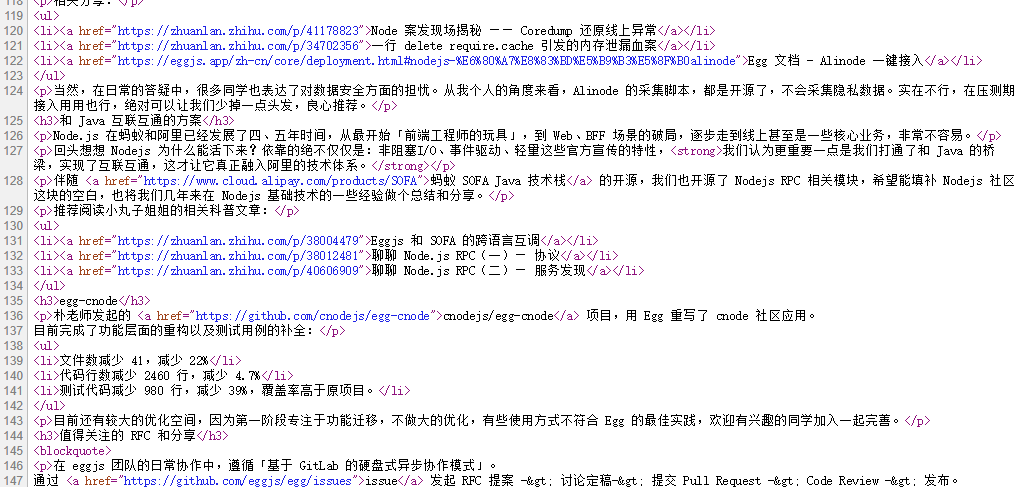 118 <p>相关分享：</p>
119 <ul>
120 <li><a href="https://zhuanlan.zhihu.com/p/41178823">Node 案发现场揭秘 —— Coredump 还原线上异常</a></li>
121 <li><a href="https://zhuanlan.zhihu.com/p/34702356">一行 delete require.cache 引发的内存泄漏血案</a></li>
122 <li><a href="https://eggjs.app/zh-cn/core/deployment.html#nodejs-%E6%80%A7%E8%83%BD%E5%B9%B3%E5%8F%B0alinode">Egg 文档 - Alinode 一键接入</a></li>
123 </ul>
124 <p>当然，在日常的答疑中，很多同学也表达了对数据安全方面的担忧。从我个人的角度来看，Alinode 的采集脚本，都是开源了，不会采集隐私数据。实在不行，在压测期
接入用用也行，绝对可以让我们少掉一点头发，良心推荐。</p>
125 <h3>和 Java 互联互通的方案</h3>
126 <p>Node.js 在蚂蚁和阿里已经发展了四、五年时间，从最开始「前端工程师的玩具」，到 Web、BFF 场景的破局，逐步走到线上甚至是一些核心业务，非常不容易。</p>
127 <p>回头想想 Nodejs 为什么能活下来？依靠的绝不仅仅是：非阻塞I/O、事件驱动、轻量这些官方宣传的特性，<strong>我们认为更重要一点是我们打通了和 Java 的桥
梁，实现了互联互通，这才让它真正融入阿里的技术体系。</strong></p>
128 <p>伴随 <a href="https://www.cloud.alipay.com/products/SOFA">蚂蚁 SOFA Java 技术栈</a> 的开源，我们也开源了 Nodejs RPC 相关模块，希望能填补 Nodejs 社区
这块的空白，也将我们几年来在 Nodejs 基础技术的一些经验做个总结和分享。</p>
129 <p>推荐阅读小丸子姐姐的相关科普文章：</p>
130 <ul>
131 <li><a href="https://zhuanlan.zhihu.com/p/38004479">Eggjs 和 SOFA 的跨语言互调</a></li>
132 <li><a href="https://zhuanlan.zhihu.com/p/38012481">聊聊 Node.js RPC（一）— 协议</a></li>
133 <li><a href="https://zhuanlan.zhihu.com/p/40606909">聊聊 Node.js RPC（二）— 服务发现</a></li>
134 </ul>
135 <h3>egg-cnode</h3>
136 <p>朴老师发起的 <a href="https://github.com/cnodejs/egg-cnode">cnodejs/egg-cnode</a> 项目，用 Egg 重写了 cnode 社区应用。
137 目前完成了功能层面的重构以及测试用例的补全：</p>
138 <ul>
139 <li>文件数减少 41，减少 22%</li>
140 <li>代码行数减少 2460 行，减少 4.7%</li>
141 <li>测试代码减少 980 行，减少 39%，覆盖率高于原项目。</li>
142 </ul>
143 <p>目前还有较大的优化空间，因为第一阶段专注于功能迁移，不做大的优化，有些使用方式不符合 Egg 的最佳实践，欢迎有兴趣的同学加入一起完善。</p>
144 <h3>值得关注的 RFC 和分享</h3>
145 <blockquote>
146 <p>在 eggjs 团队的日常协作中，遵循「基于 GitLab 的硬盘式异步协作模式」。
147 通过 <a href="https://github.com/eggjs/egg/issues">issue</a> 发起 RFC 提案 -&gt; 讨论定稿-&gt; 提交 Pull Request -&gt; Code Review -&gt; 发布。